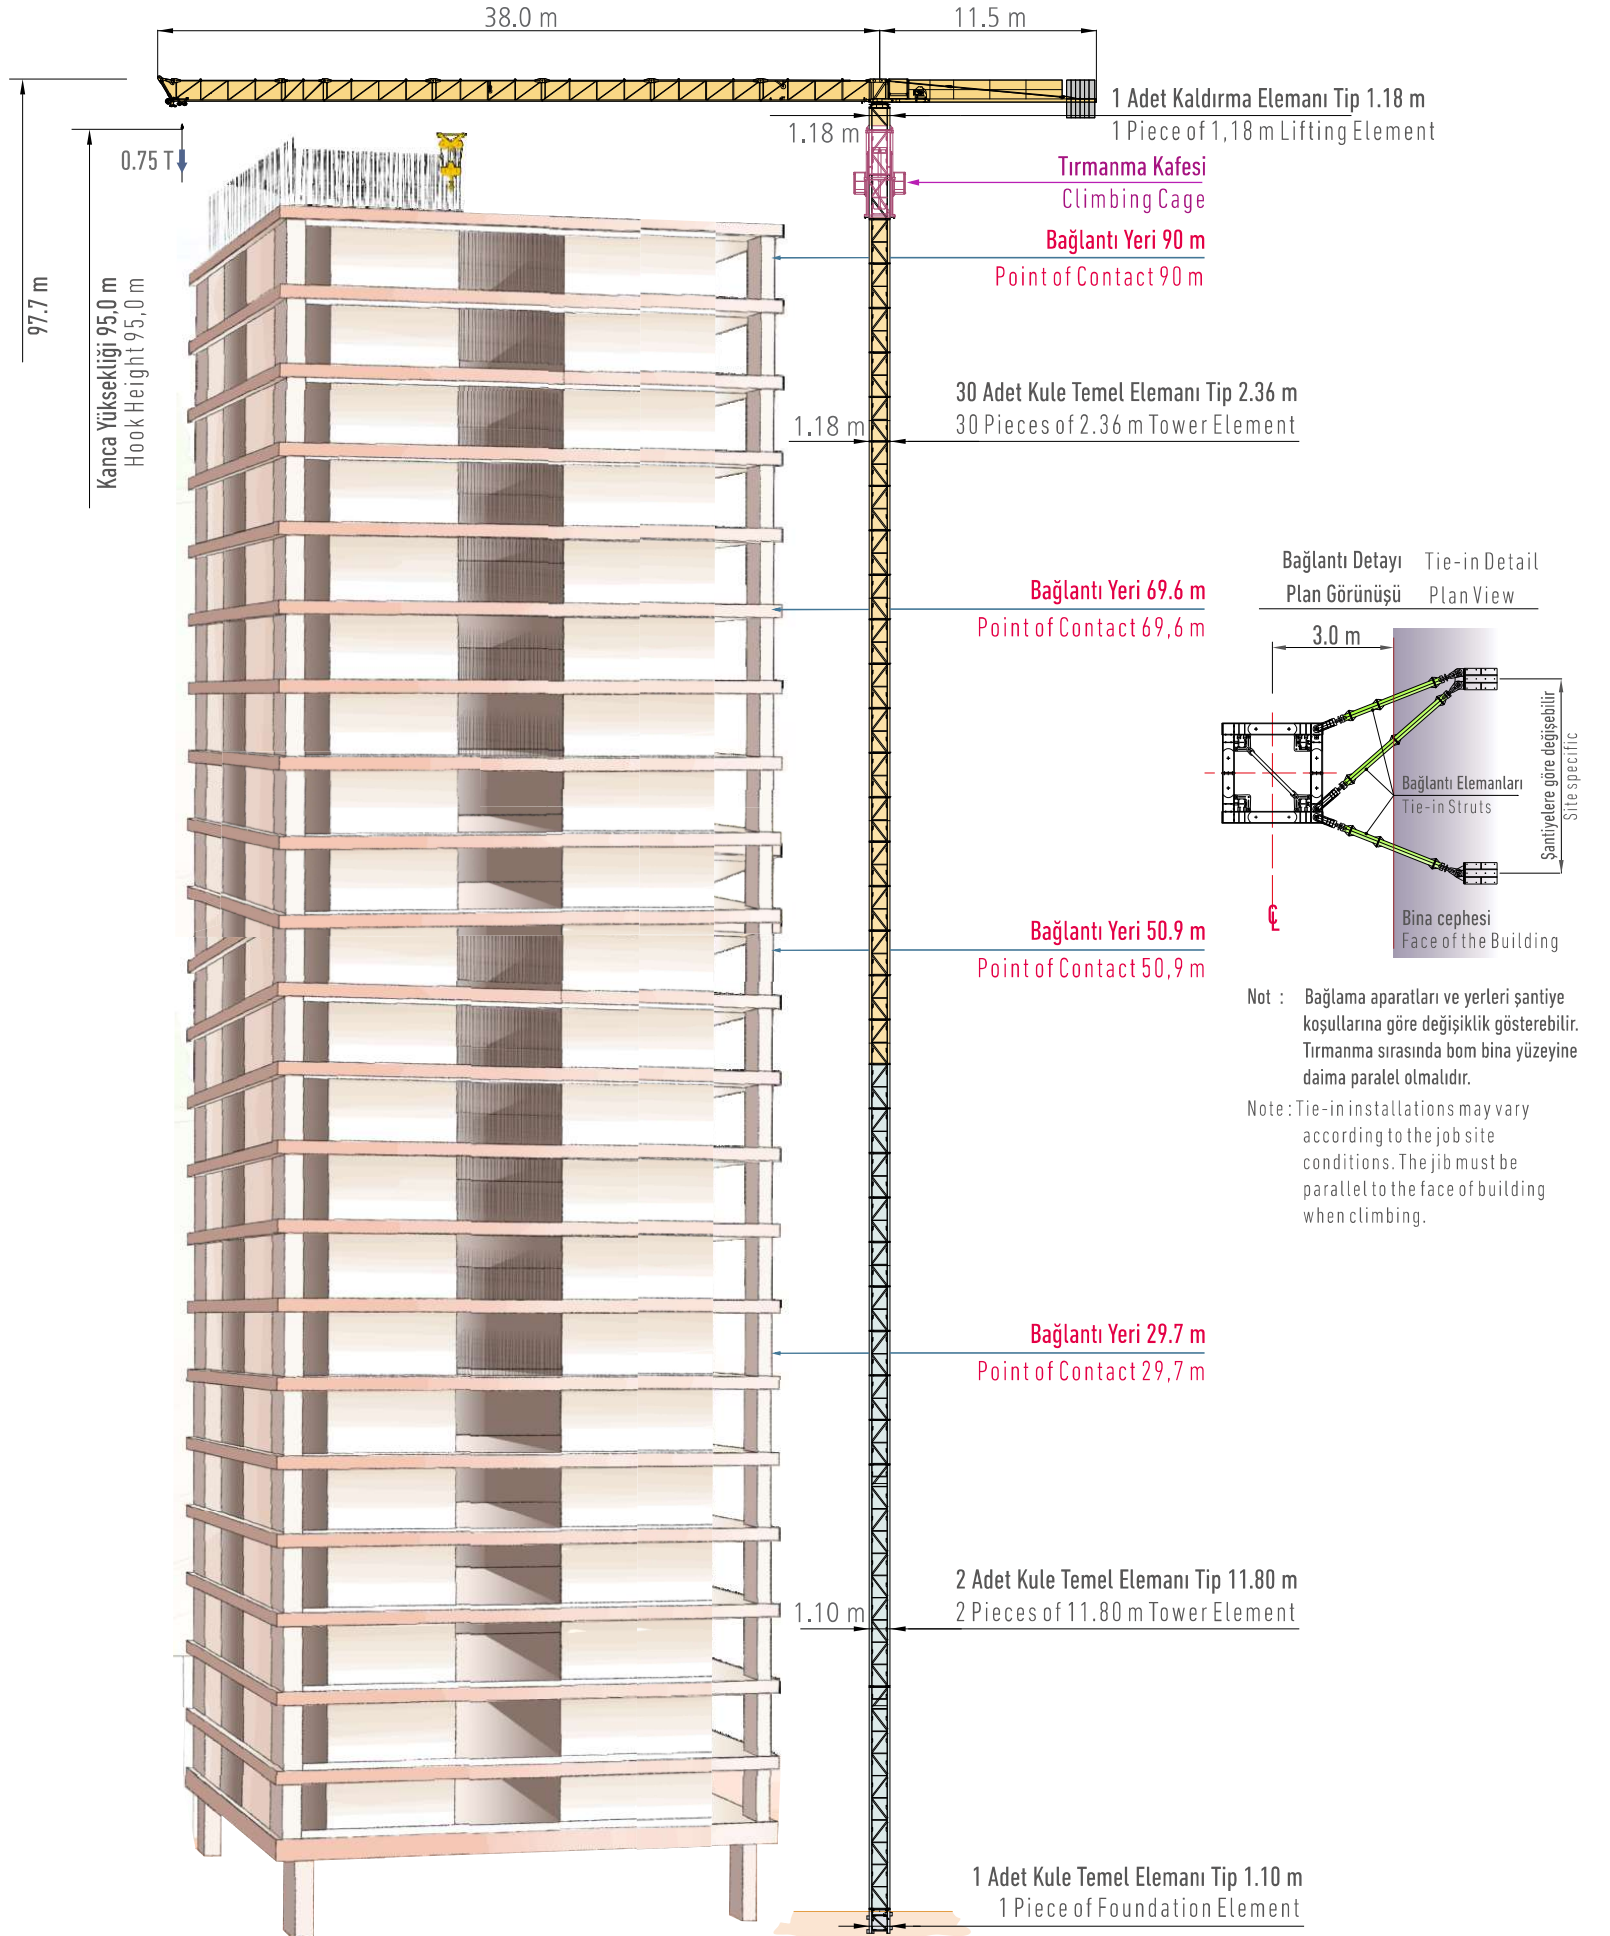 38.0 m
11.5 m
1 Adet Kaldırma Elemanı Tip 1.18 m
1 Piece of 1,18 m Lifting Element
1.18 m
0.75 T
Tırmanma Kafesi
Climbing Cage
Bağlantı Yeri 90 m
Point of Contact 90 m
97.7 m
Kanca Yüksekliği 95,0 m
Hook Height 95,0 m
30 Adet Kule Temel Elemanı Tip 2.36 m
30 Pieces of 2.36 m Tower Element
1.18 m
Bağlantı Detayı Tie-in Detail
Plan Görünüşü Plan View
3.0 m
Bağlantı Yeri 69.6 m
Point of Contact 69,6 m
Şantiyelere göre değişebilir
Site specific
Bağlantı Elemanları
Tie-in Struts
Bina cephesi
Face of the Building
Bağlantı Yeri 50.9 m
Point of Contact 50,9 m
Not : Bağlama aparatları ve yerleri şantiye
koşullarına göre değişiklik gösterebilir.
Tırmanma sırasında bom bina yüzeyine
daima paralel olmalıdır.
Note : Tie-in installations may vary
according to the job site
conditions. The jib must be
parallel to the face of building
when climbing.
Bağlantı Yeri 29.7 m
Point of Contact 29,7 m
2 Adet Kule Temel Elemanı Tip 11.80 m
2 Pieces of 11.80 m Tower Element
1.10 m
1 Adet Kule Temel Elemanı Tip 1.10 m
1 Piece of Foundation Element